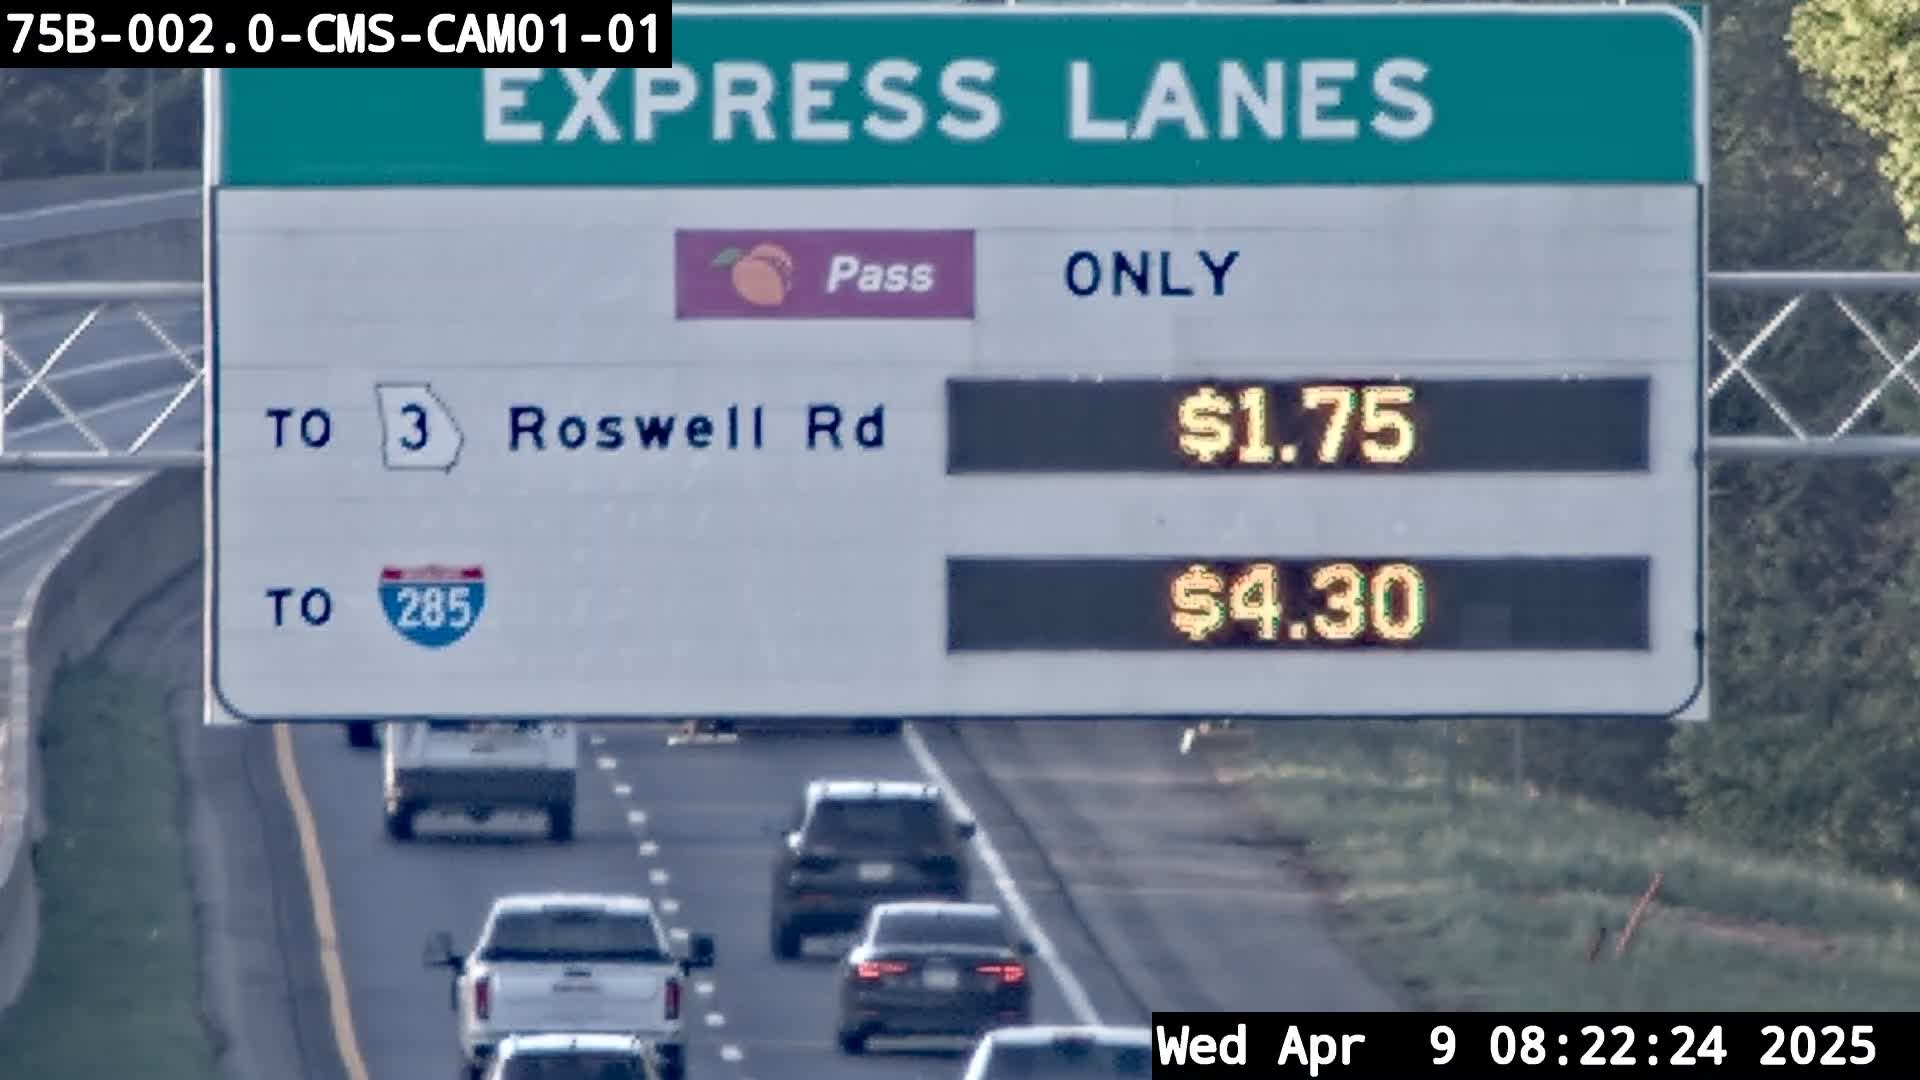 75B-002.0-CMS-CAM01-01
EXPRESS LANES
Pass ONLY
TO 3 Roswell Rd $1.75
TO 285 $4.30
Wed Apr 9 08:22:24 2025